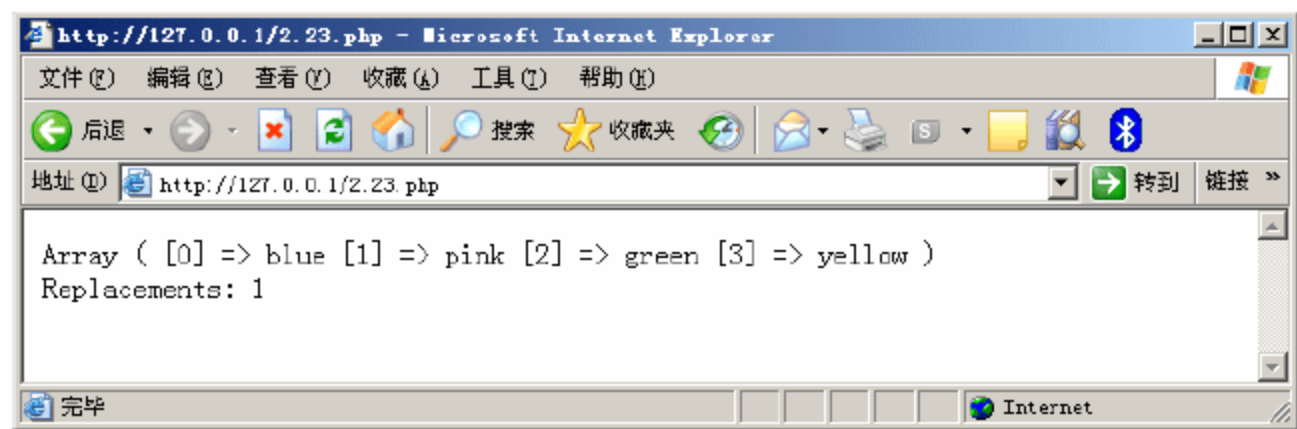 http://127.0.0.1/2.23.php - Microsoft Internet Explorer
文件(F) 编辑(E) 查看(V) 收藏(A) 工具(T) 帮助(H)
后退 搜索 收藏夹 S
地址(D) http://127.0.0.1/2.23.php 转到 链接 »
Array ( [0] => blue [1] => pink [2] => green [3] => yellow )
Replacements: 1
完毕 Internet